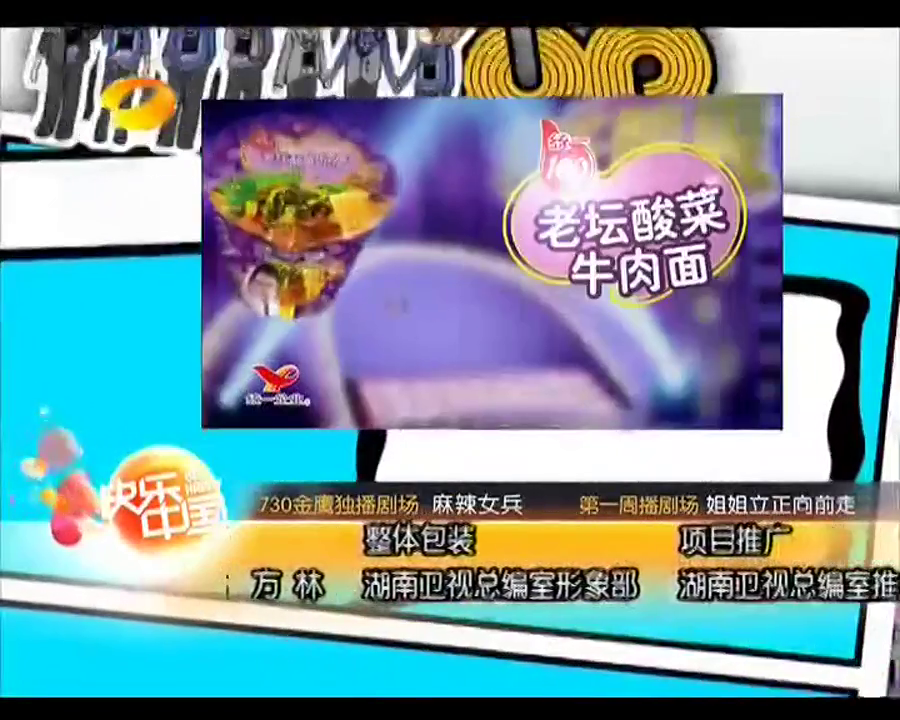 UP
统一
100
老坛酸菜
牛肉面
统一企业。
快乐
中国
730金鹰独播剧场 麻辣女兵 第一周播剧场 姐姐立正向前走
整体包装 项目推广
方 林 湖南卫视总编室形象部 湖南卫视总编室推